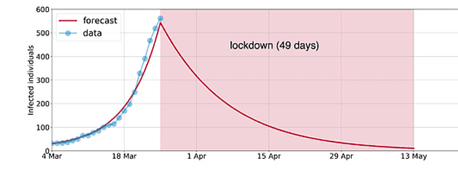 600
forecast
data
500
400
300
200
100
0
Infected individuals
lockdown (49 days)
4 Mar 18 Mar 1 Apr 15 Apr 29 Apr 13 May